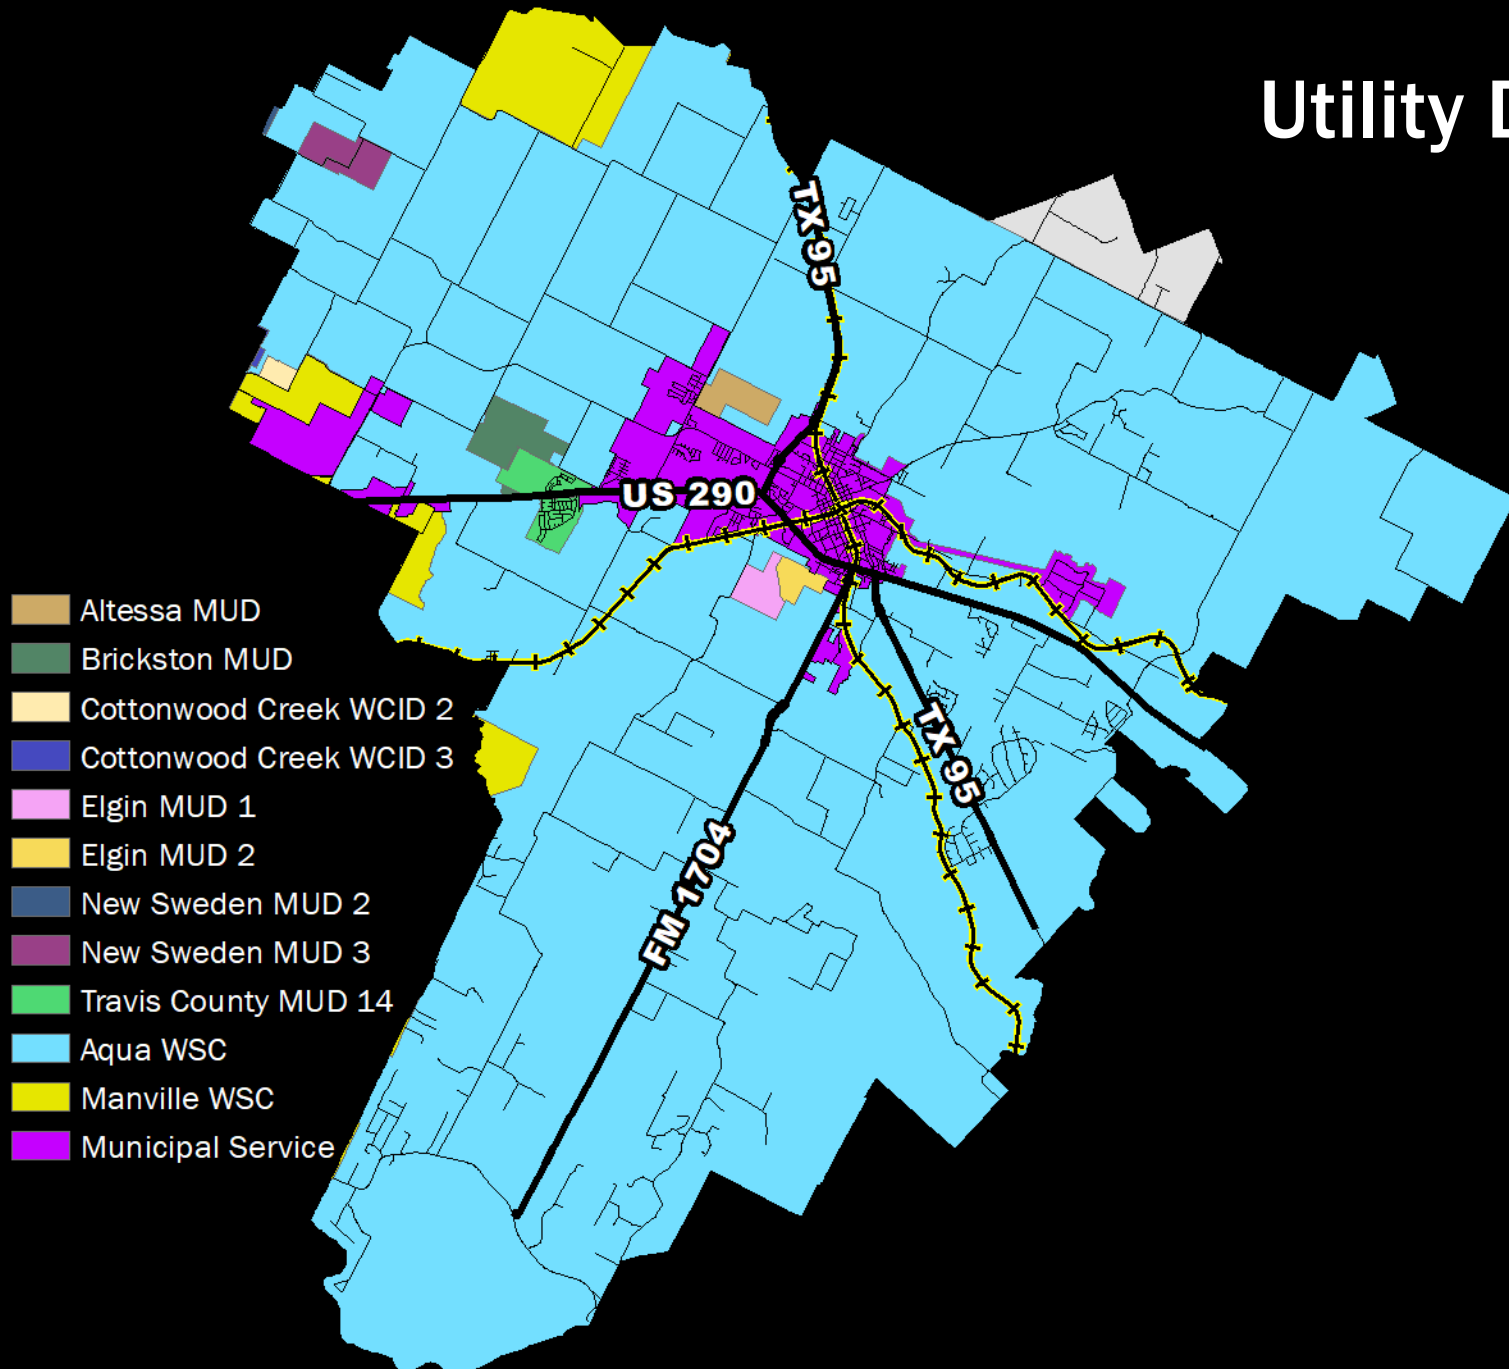 Utility D
TX 95
US 290
TX 95
FM 1704
Altessa MUD
Brickston MUD
Cottonwood Creek WCID 2
Cottonwood Creek WCID 3
Elgin MUD 1
Elgin MUD 2
New Sweden MUD 2
New Sweden MUD 3
Travis County MUD 14
Aqua WSC
Manville WSC
Municipal Service